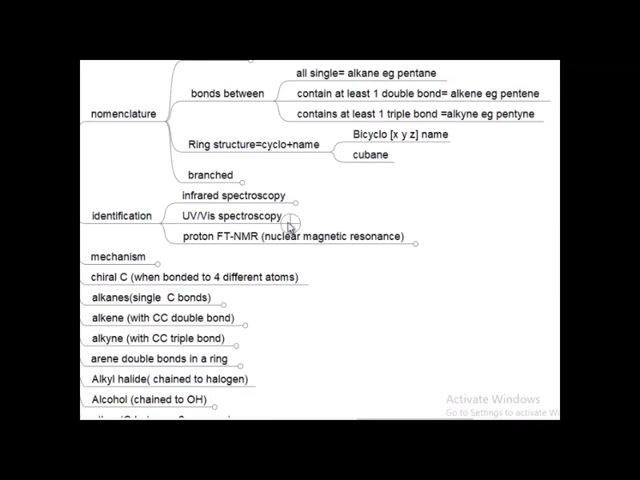 all single= alkane eg pentane
bonds between
contain at least 1 double bond= alkene eg pentene
nomenclature
contains at least 1 triple bond =alkyne eg pentyne
Ring structure=cyclo+name
Bicyclo [x y z] name
cubane
branched
infrared spectroscopy
identification
UV/Vis spectroscopy
proton FT-NMR (nuclear magnetic resonance)
mechanism
chiral C (when bonded to 4 different atoms)
alkanes(single C bonds)
alkene (with CC double bond)
alkyne (with CC triple bond)
arene double bonds in a ring
Alkyl halide( chained to halogen)
Alcohol (chained to OH)
Activate Windows
Go to Settings to activate Wi